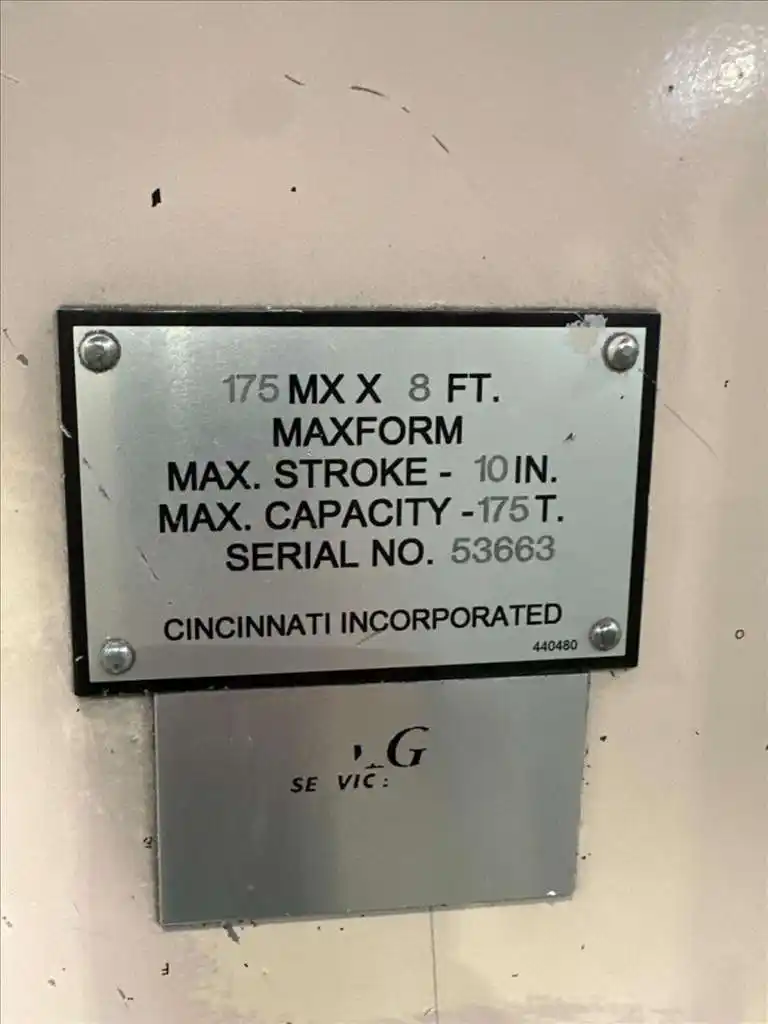 175 MX X 8 FT.
MAXFORM
MAX. STROKE - 10 IN.
MAX. CAPACITY - 175 T.
SERIAL NO. 53663
CINCINNATI INCORPORATED
440480
G